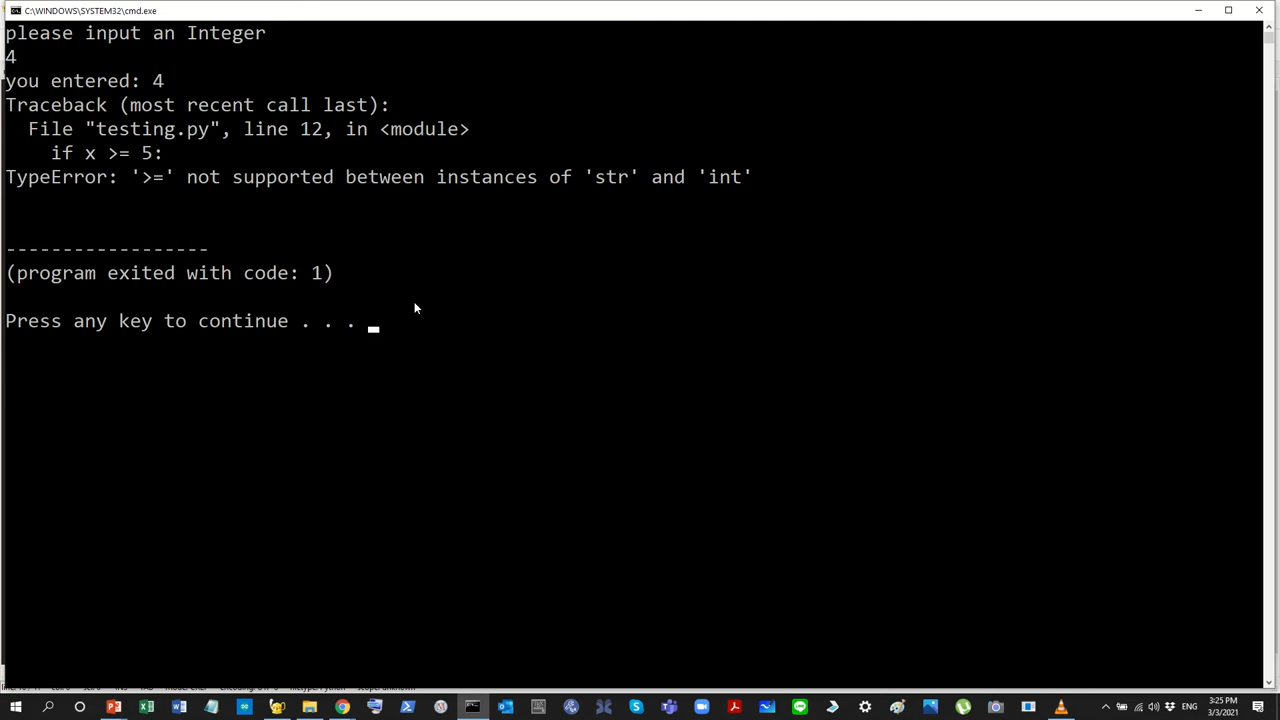 C:\WINDOWS\SYSTEM32\cmd.exe
please input an Integer
4
you entered: 4
Traceback (most recent call last):
File "testing.py", line 12, in <module>
if x >= 5:
TypeError: '>=' not supported between instances of 'str' and 'int'
------------------
(program exited with code: 1)
Press any key to continue . . .
ENG
3:25 PM
3/3/2021